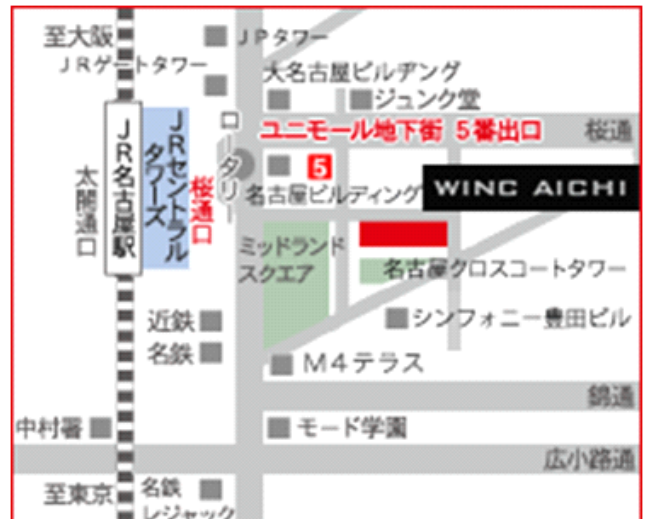 至大阪
JPタワー
JRゲートタワー
大名古屋ビルヂング
ジュンク堂
ユニモール地下街 5番出口
桜通
ロータリー
JR名古屋駅
JRセントラル
タワーズ
桜通口
太閤通口
5
名古屋ビルディング
WINC AICHI
ミッドランド
スクエア
名古屋クロスコートタワー
近鉄
シンフォニー豊田ビル
名鉄
M4テラス
錦通
中村署
モード学園
広小路通
至東京
名鉄
レジャック